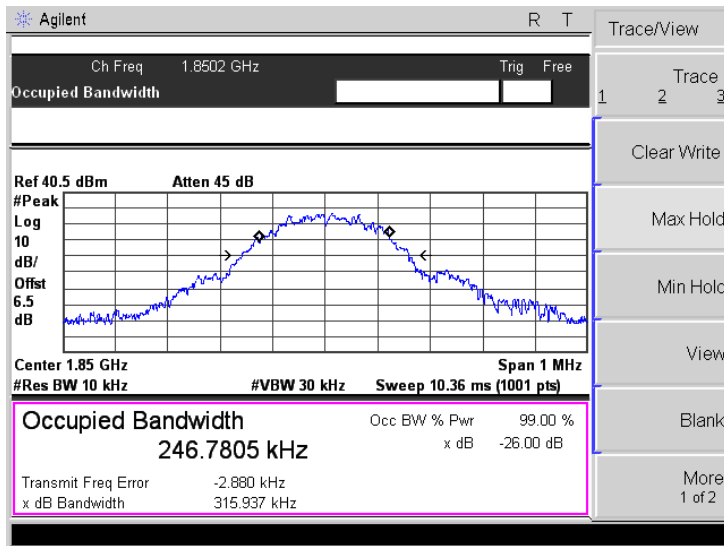 Agilent R T
Ch Freq 1.8502 GHz Trig Free
Occupied Bandwidth
Ref 40.5 dBm Atten 45 dB
#Peak
Log
10
dB/
Offst
6.5
dB
Center 1.85 GHz Span 1 MHz
#Res BW 10 kHz #VBW 30 kHz Sweep 10.36 ms (1001 pts)
Occupied Bandwidth
246.7805 kHz
Occ BW % Pwr 99.00 %
x dB -26.00 dB
Transmit Freq Error -2.880 kHz
x dB Bandwidth 315.937 kHz
Trace/View
Trace
1 2 3
Clear Write
Max Hold
Min Hold
View
Blank
More
1 of 2